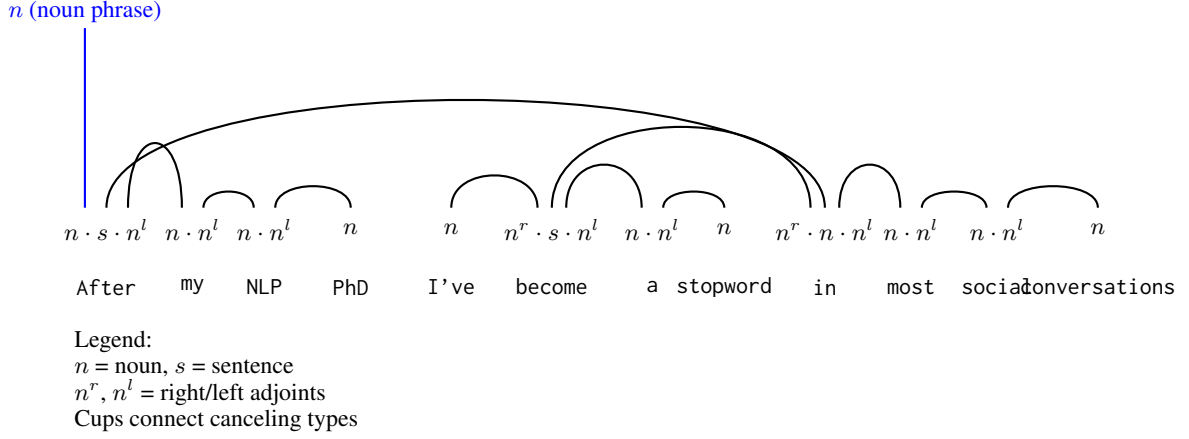 n (noun phrase)
n · s · n^l n · n^l n · n^l n n n^r · s · n^l n · n^l n n^r · n · n^l n · n^l n · n^l n
After my NLP PhD I've become a stopword in most social conversations
Legend:
n = noun, s = sentence
n^r, n^l = right/left adjoints
Cups connect canceling types